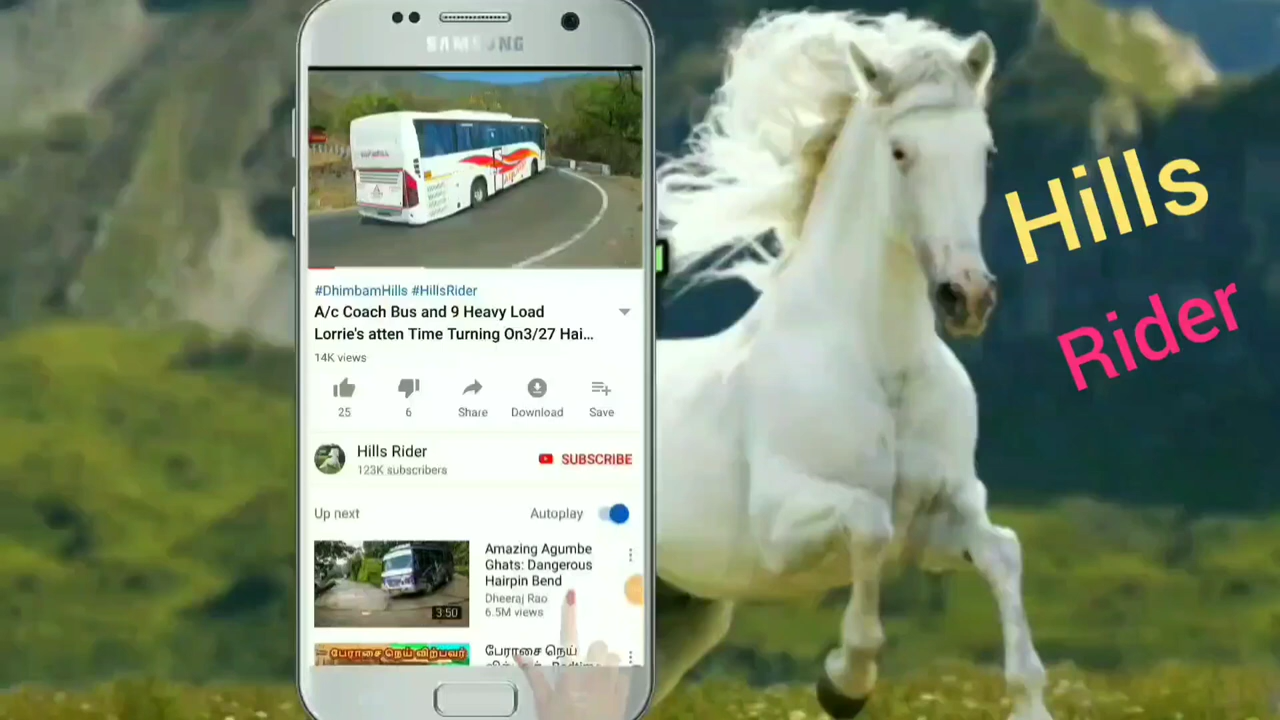 SAMSUNG
#DhimbamHills #HillsRider
A/c Coach Bus and 9 Heavy Load
Lorrie's atten Time Turning On3/27 Hai...
14K views
25
6
Share
Download
Save
Hills Rider
123K subscribers
SUBSCRIBE
Up next
Autoplay
Amazing Agumbe
Ghats: Dangerous
Hairpin Bend
Dheeraj Rao
6.5M views
3:50
பேராசை நெய் விற்பவர்
பேராசை நெய்
Hills
Rider